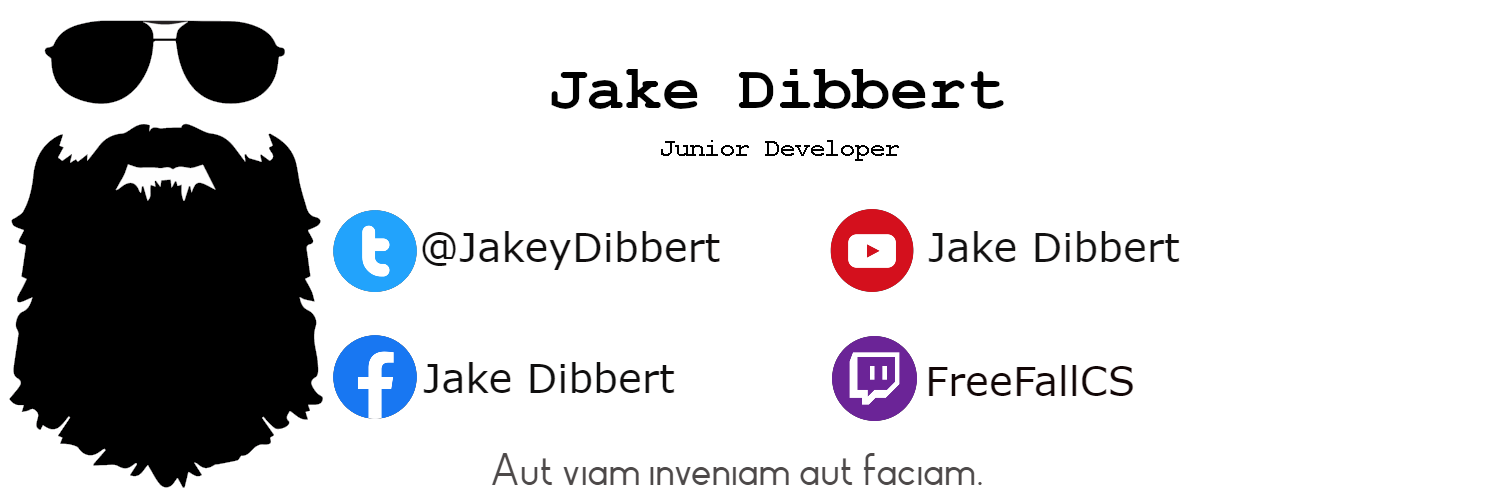 Jake Dibbert
Junior Developer
@JakeyDibbert
Jake Dibbert
Jake Dibbert
FreeFallCS
Aut viam inveniam aut faciam.